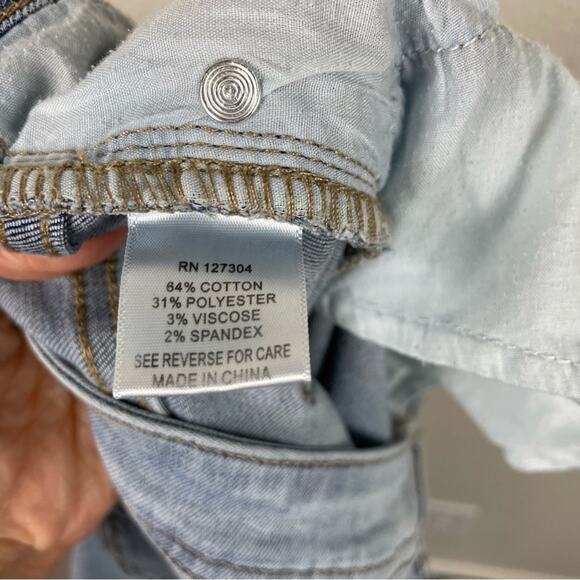 RN 127304
64% COTTON
31% POLYESTER
3% VISCOSE
2% SPANDEX
SEE REVERSE FOR CARE
MADE IN CHINA